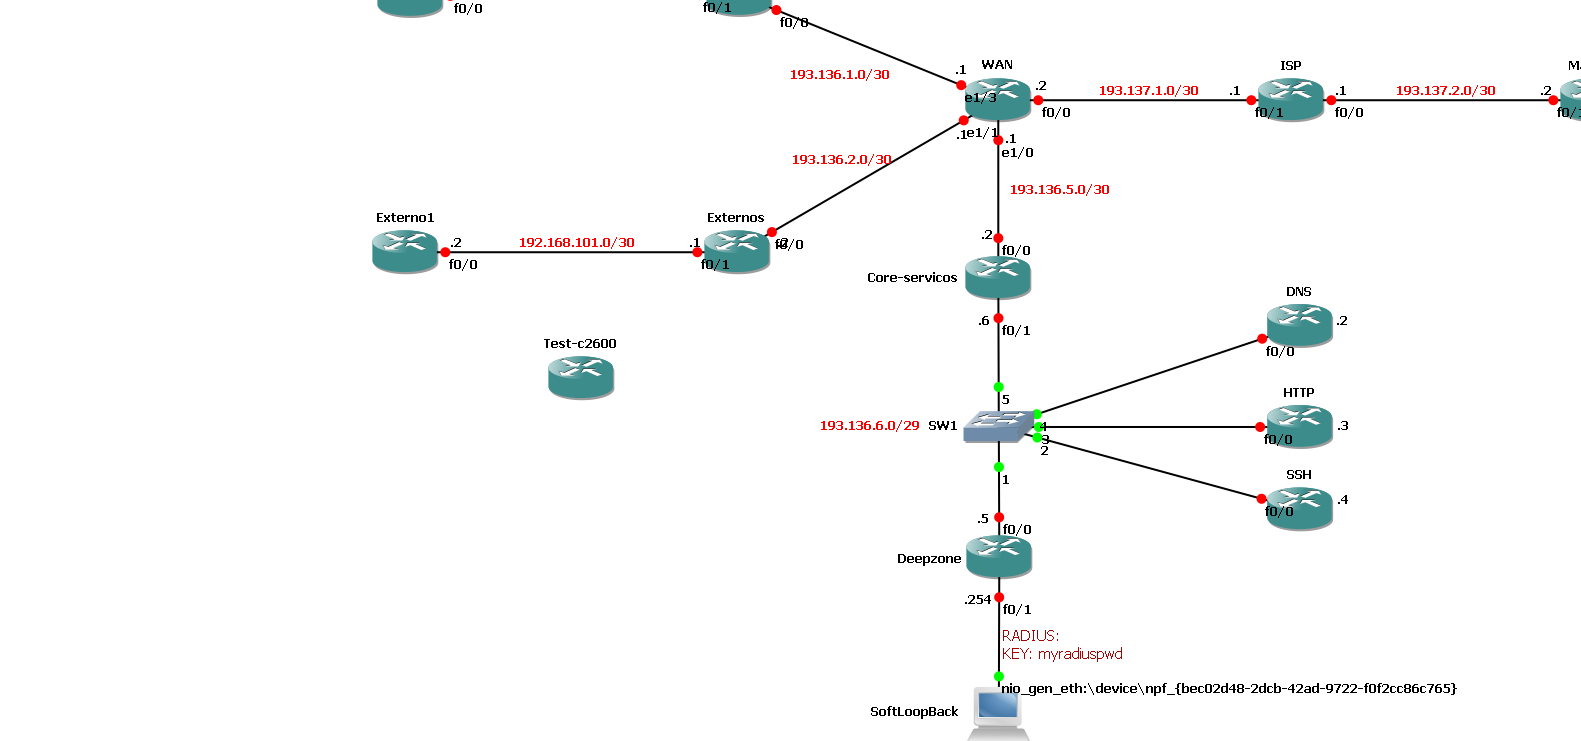 f0/0
f0/1
f0/0
193.136.1.0/30
.1
WAN
e1/3
.2
f0/0
193.137.1.0/30
.1
ISP
f0/1
.1
f0/0
193.137.2.0/30
.2
f0/1
.1
e1/1
.1
e1/0
193.136.2.0/30
193.136.5.0/30
Externo1
.2
f0/0
192.168.101.0/30
.1
Externos
f0/1
.2
f0/0
.2
f0/0
Core-servicos
.6
f0/1
Test-c2600
DNS
.2
f0/0
5
193.136.6.0/29
SW1
4
3
2
HTTP
.3
f0/0
SSH
.4
f0/0
1
.5
f0/0
Deepzone
.254
f0/1
RADIUS:
KEY: myradiuspwd
nio_gen_eth:\device\npf_{bec02d48-2dcb-42ad-9722-f0f2cc86c765}
SoftLoopBack